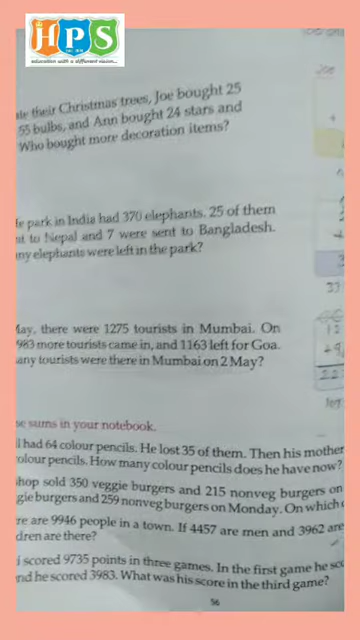 HPS
education with a different vision...
ate their Christmas trees, Joe bought 25
55 bulbs, and Ann bought 24 stars and
Who bought more decoration items?
fe park in India had 370 elephants. 25 of them
nt to Nepal and 7 were sent to Bangladesh.
ny elephants were left in the park?
May, there were 1275 tourists in Mumbai. On
983 more tourists came in, and 1163 left for Goa.
any tourists were there in Mumbai on 2 May?
se sums in your notebook.
l had 64 colour pencils. He lost 35 of them. Then his mother
olour pencils. How many colour pencils does he have now?
hop sold 350 veggie burgers and 215 nonveg burgers on
gie burgers and 259 nonveg burgers on Monday. On which
re are 9946 people in a town. If 4457 are men and 3962 are
dren are there?
i scored 9735 points in three games. In the first game he sco
nd he scored 3983. What was his score in the third game?
56